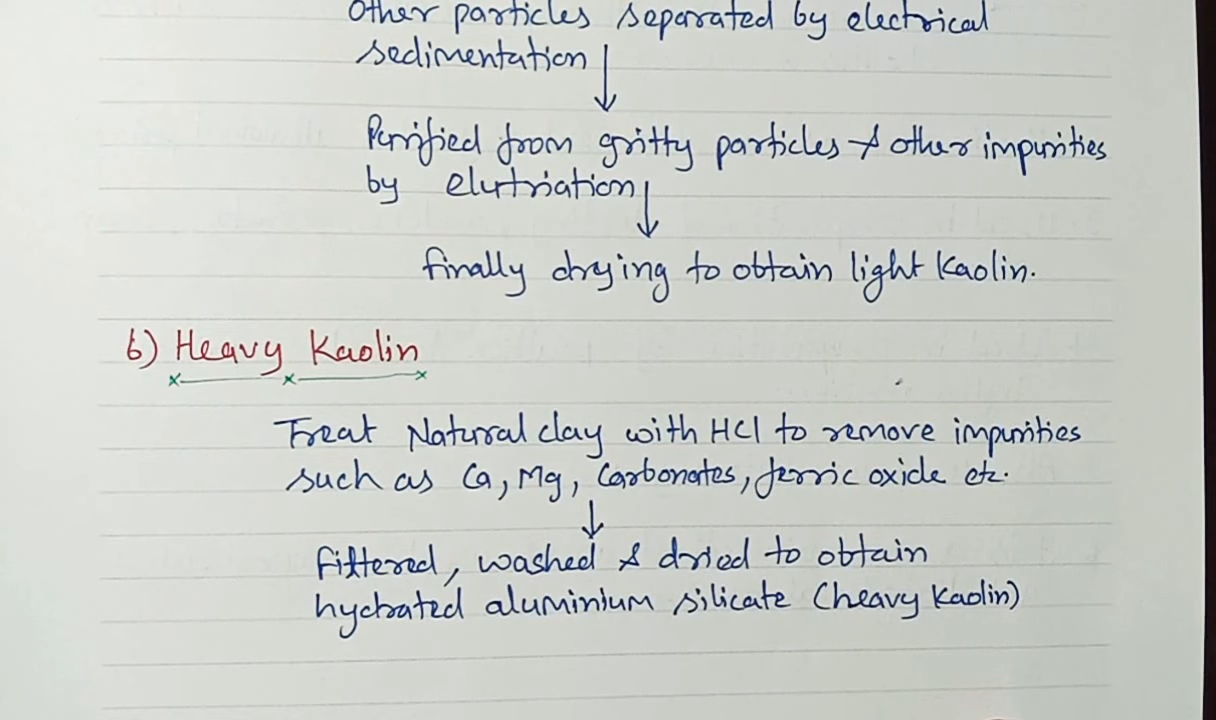 Other particles separated by electrical
sedimentation
↓
Purified from gritty particles & other impurities
by elutriation
↓
finally drying to obtain light Kaolin.
6) Heavy Kaolin
Treat Natural clay with HCl to remove impurities
such as Ca, Mg, Carbonates, ferric oxide etc.
↓
filtered, washed & dried to obtain
hydrated aluminium silicate (heavy Kaolin)